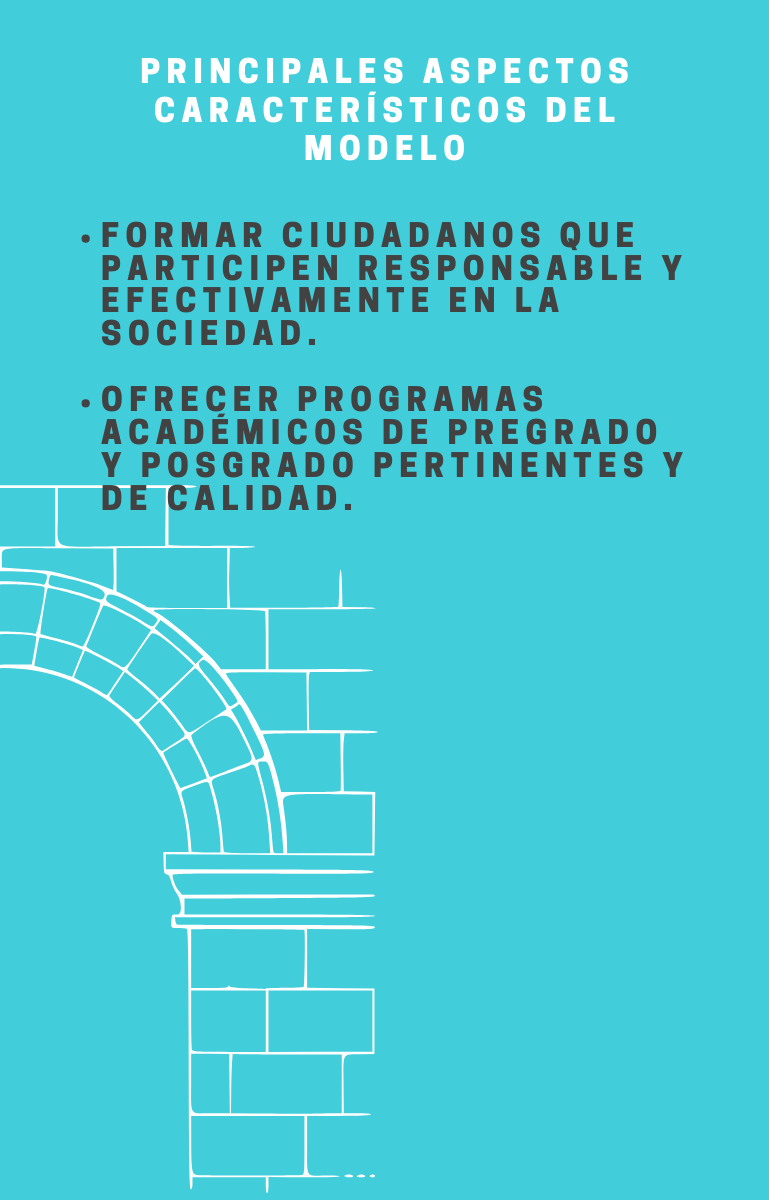 PRINCIPALES ASPECTOS
CARACTERÍSTICOS DEL
MODELO
• FORMAR CIUDADANOS QUE
PARTICIPEN RESPONSABLE Y
EFECTIVAMENTE EN LA
SOCIEDAD.
• OFRECER PROGRAMAS
ACADÉMICOS DE PREGRADO
Y POSGRADO PERTINENTES Y
DE CALIDAD.